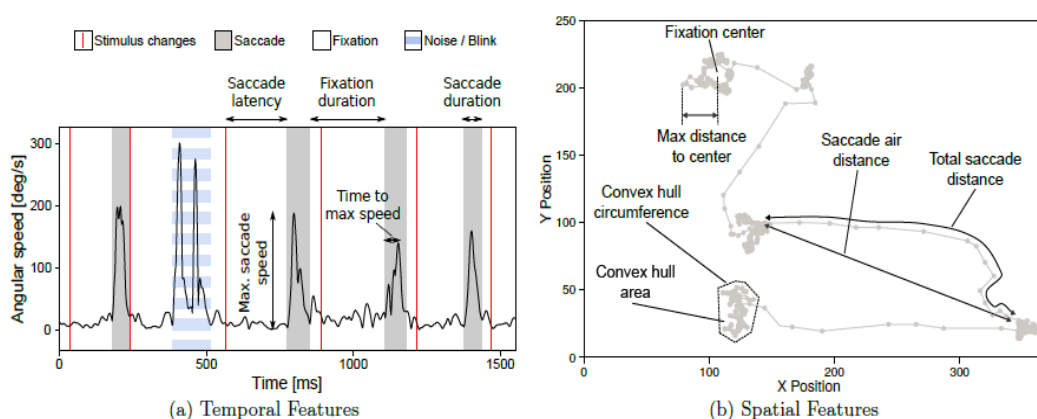 Stimulus changes
Saccade
Fixation
Noise / Blink
Saccade
latency
Fixation
duration
Saccade
duration
Angular speed [deg/s]
300
200
100
0
Max. saccade
speed
Time to
max speed
0
500
1000
1500
Time [ms]
(a) Temporal Features
Y Position
250
200
150
100
50
0
Fixation center
Max distance
to center
Saccade air
distance
Total saccade
distance
Convex hull
circumference
Convex hull
area
0
100
200
300
X Position
(b) Spatial Features